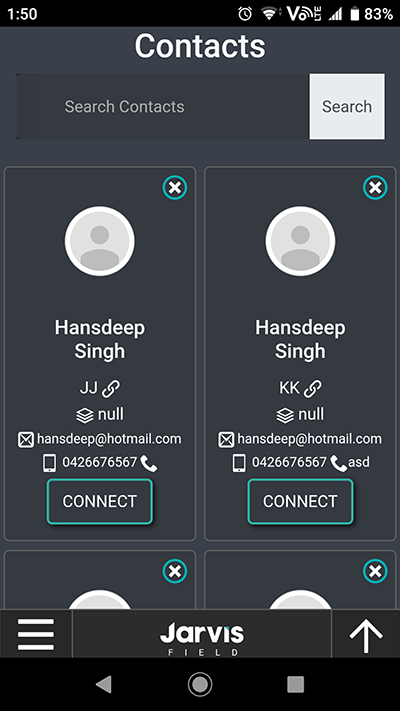 1:50
VoLTE 83%
Contacts
Search Contacts
Search
Hansdeep
Singh
JJ
null
hansdeep@hotmail.com
0426676567
CONNECT
Hansdeep
Singh
KK
null
hansdeep@hotmail.com
0426676567 asd
CONNECT
Jarvis
FIELD